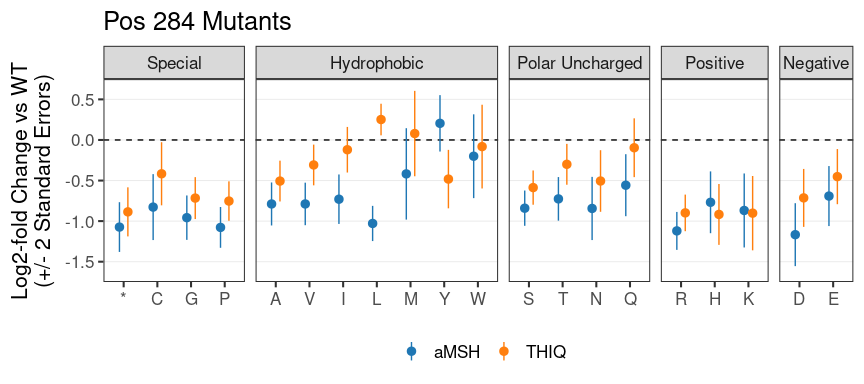 Pos 284 Mutants
Log2-fold Change vs WT
(+/- 2 Standard Errors)
Special
Hydrophobic
Polar Uncharged
Positive
Negative
0.5
0.0
-0.5
-1.0
-1.5
* C G P
A V I L M Y W
S T N Q
R H K
D E
aMSH THIQ